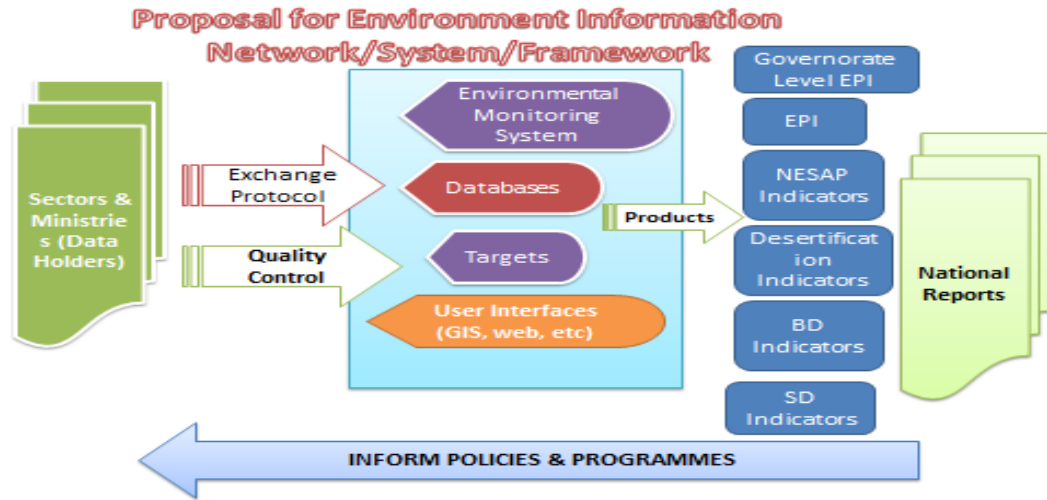 Proposal for Environment Information
Network/System/Framework
Sectors &
Ministrie
s (Data
Holders)
Exchange
Protocol
Quality
Control
Environmental
Monitoring
System
Databases
Targets
User Interfaces
(GIS, web, etc)
Products
Governorate
Level EPI
EPI
NESAP
Indicators
Desertificat
ion
Indicators
BD
Indicators
SD
Indicators
National
Reports
INFORM POLICIES & PROGRAMMES